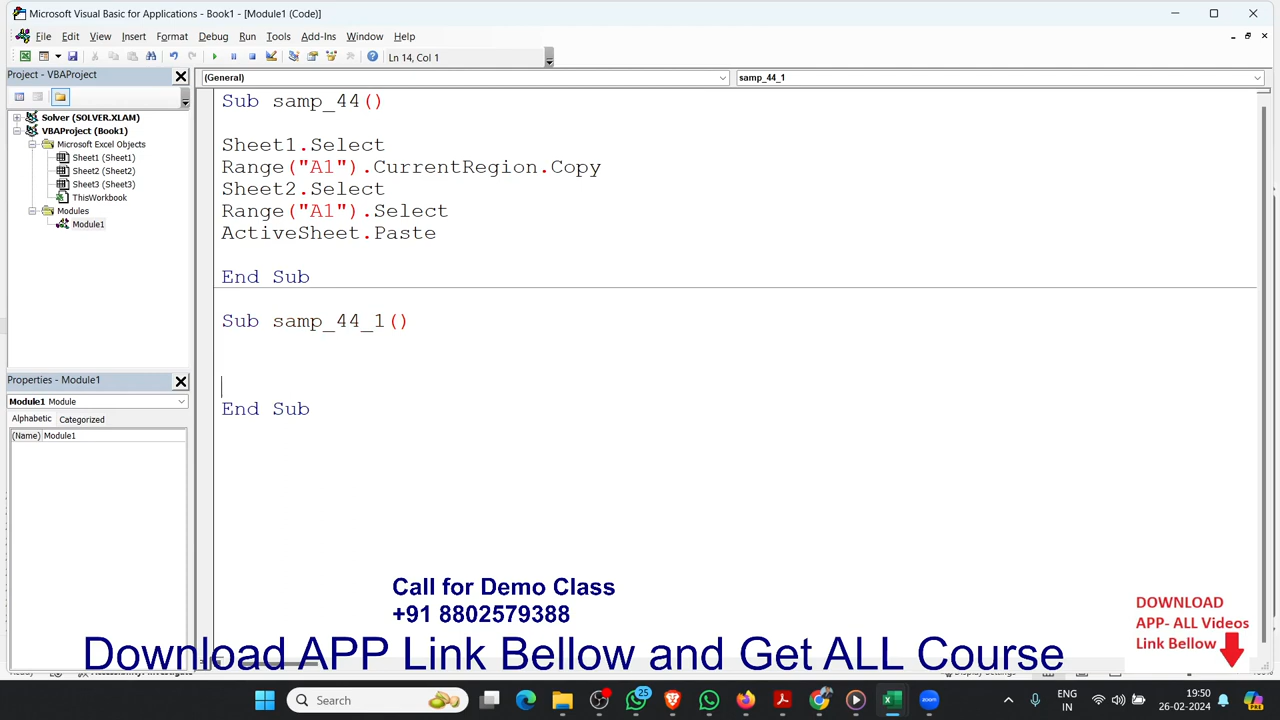 Microsoft Visual Basic for Applications - Book1 - [Module1 (Code)]
File Edit View Insert Format Debug Run Tools Add-Ins Window Help
Ln 14, Col 1
Project - VBAProject
(General)
samp_44_1
Solver (SOLVER.XLAM)
VBAProject (Book1)
Microsoft Excel Objects
Sheet1 (Sheet1)
Sheet2 (Sheet2)
Sheet3 (Sheet3)
ThisWorkbook
Modules
Module1
Properties - Module1
Module1 Module
Alphabetic Categorized
(Name) Module1
Sub samp_44()
Sheet1.Select
Range("A1").CurrentRegion.Copy
Sheet2.Select
Range("A1").Select
ActiveSheet.Paste
End Sub
Sub samp_44_1()
End Sub
Call for Demo Class
+91 8802579388
Download APP Link Bellow and Get ALL Course
DOWNLOAD
APP- ALL Videos
Link Bellow
Search
25
zoom
ENG
IN
19:50
26-02-2024